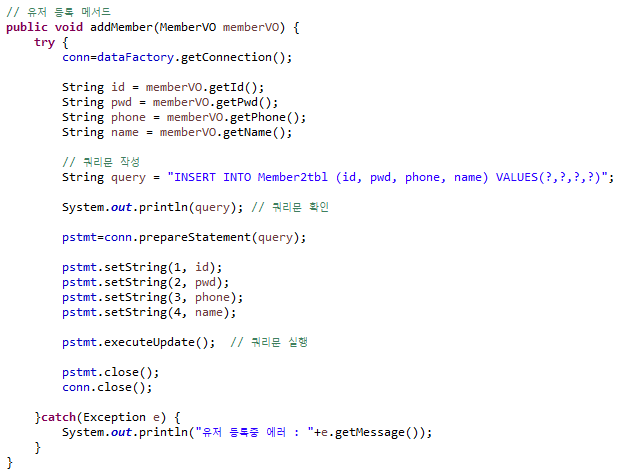 // 유저 등록 메서드
public void addMember(MemberVO memberVO) {
    try {
        conn=dataFactory.getConnection();

        String id = memberVO.getId();
        String pwd = memberVO.getPwd();
        String phone = memberVO.getPhone();
        String name = memberVO.getName();

        // 쿼리문 작성
        String query = "INSERT INTO Member2tbl (id, pwd, phone, name) VALUES(?,?,?,?)";

        System.out.println(query); // 쿼리문 확인

        pstmt=conn.prepareStatement(query);

        pstmt.setString(1, id);
        pstmt.setString(2, pwd);
        pstmt.setString(3, phone);
        pstmt.setString(4, name);

        pstmt.executeUpdate();  // 쿼리문 실행

        pstmt.close();
        conn.close();

    }catch(Exception e) {
        System.out.println("유저 등록중 에러 : "+e.getMessage());
    }
}